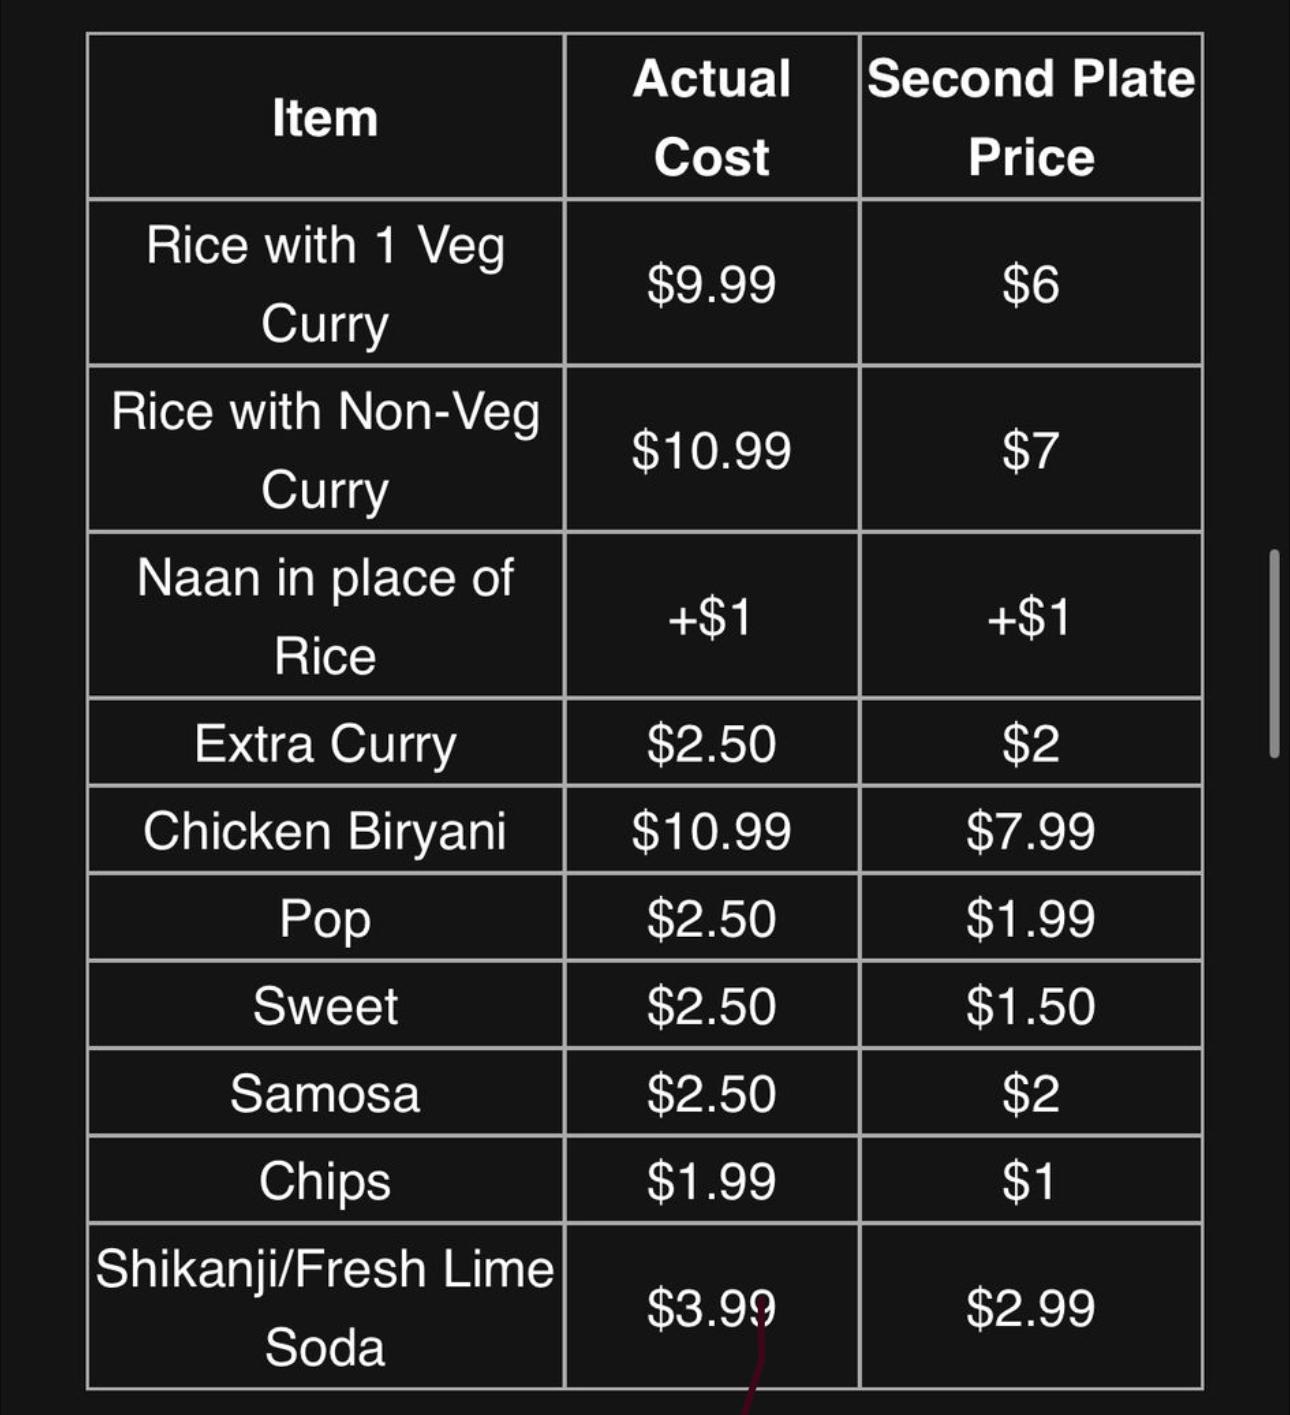 Item Actual Cost Second Plate Price
Rice with 1 Veg Curry $9.99 $6
Rice with Non-Veg Curry $10.99 $7
Naan in place of Rice +$1 +$1
Extra Curry $2.50 $2
Chicken Biryani $10.99 $7.99
Pop $2.50 $1.99
Sweet $2.50 $1.50
Samosa $2.50 $2
Chips $1.99 $1
Shikanji/Fresh Lime Soda $3.99 $2.99